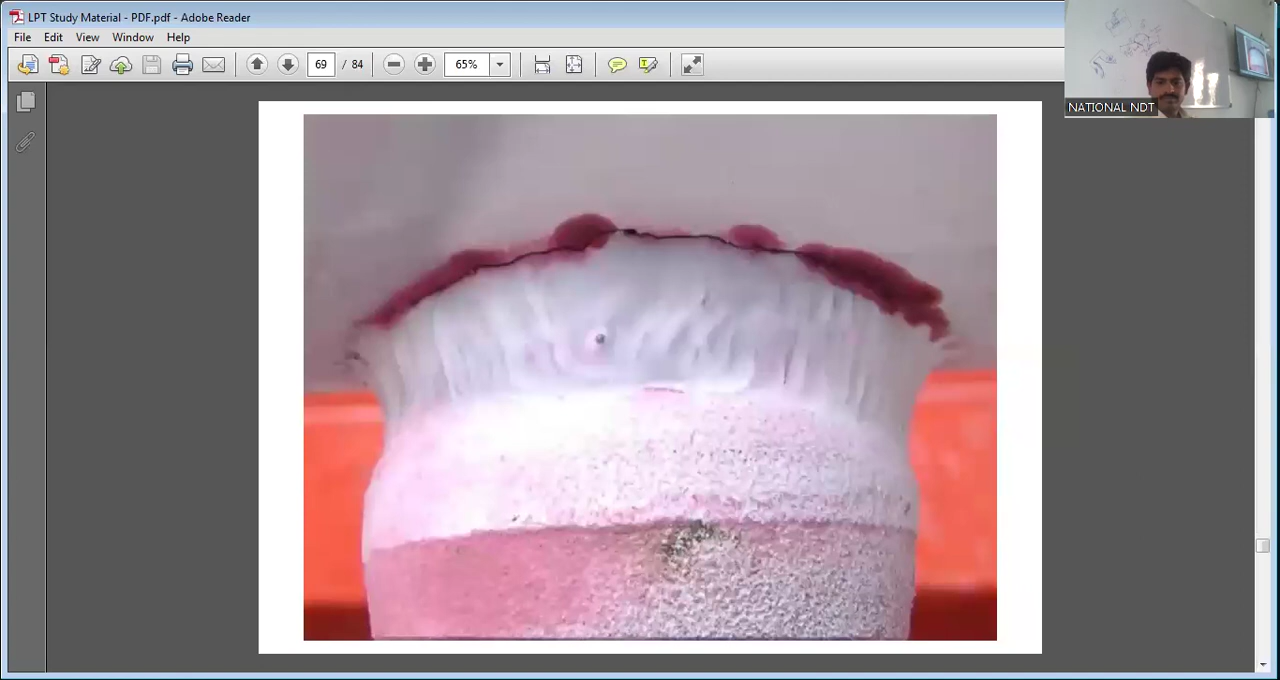 LPT Study Material - PDF.pdf - Adobe Reader
File Edit View Window Help
69 / 84 65%
NATIONAL NDT